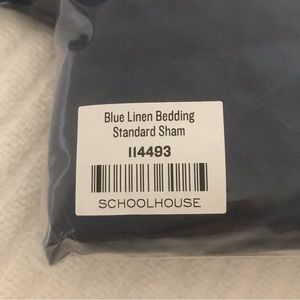 Blue Linen Bedding
Standard Sham
114493
SCHOOLHOUSE